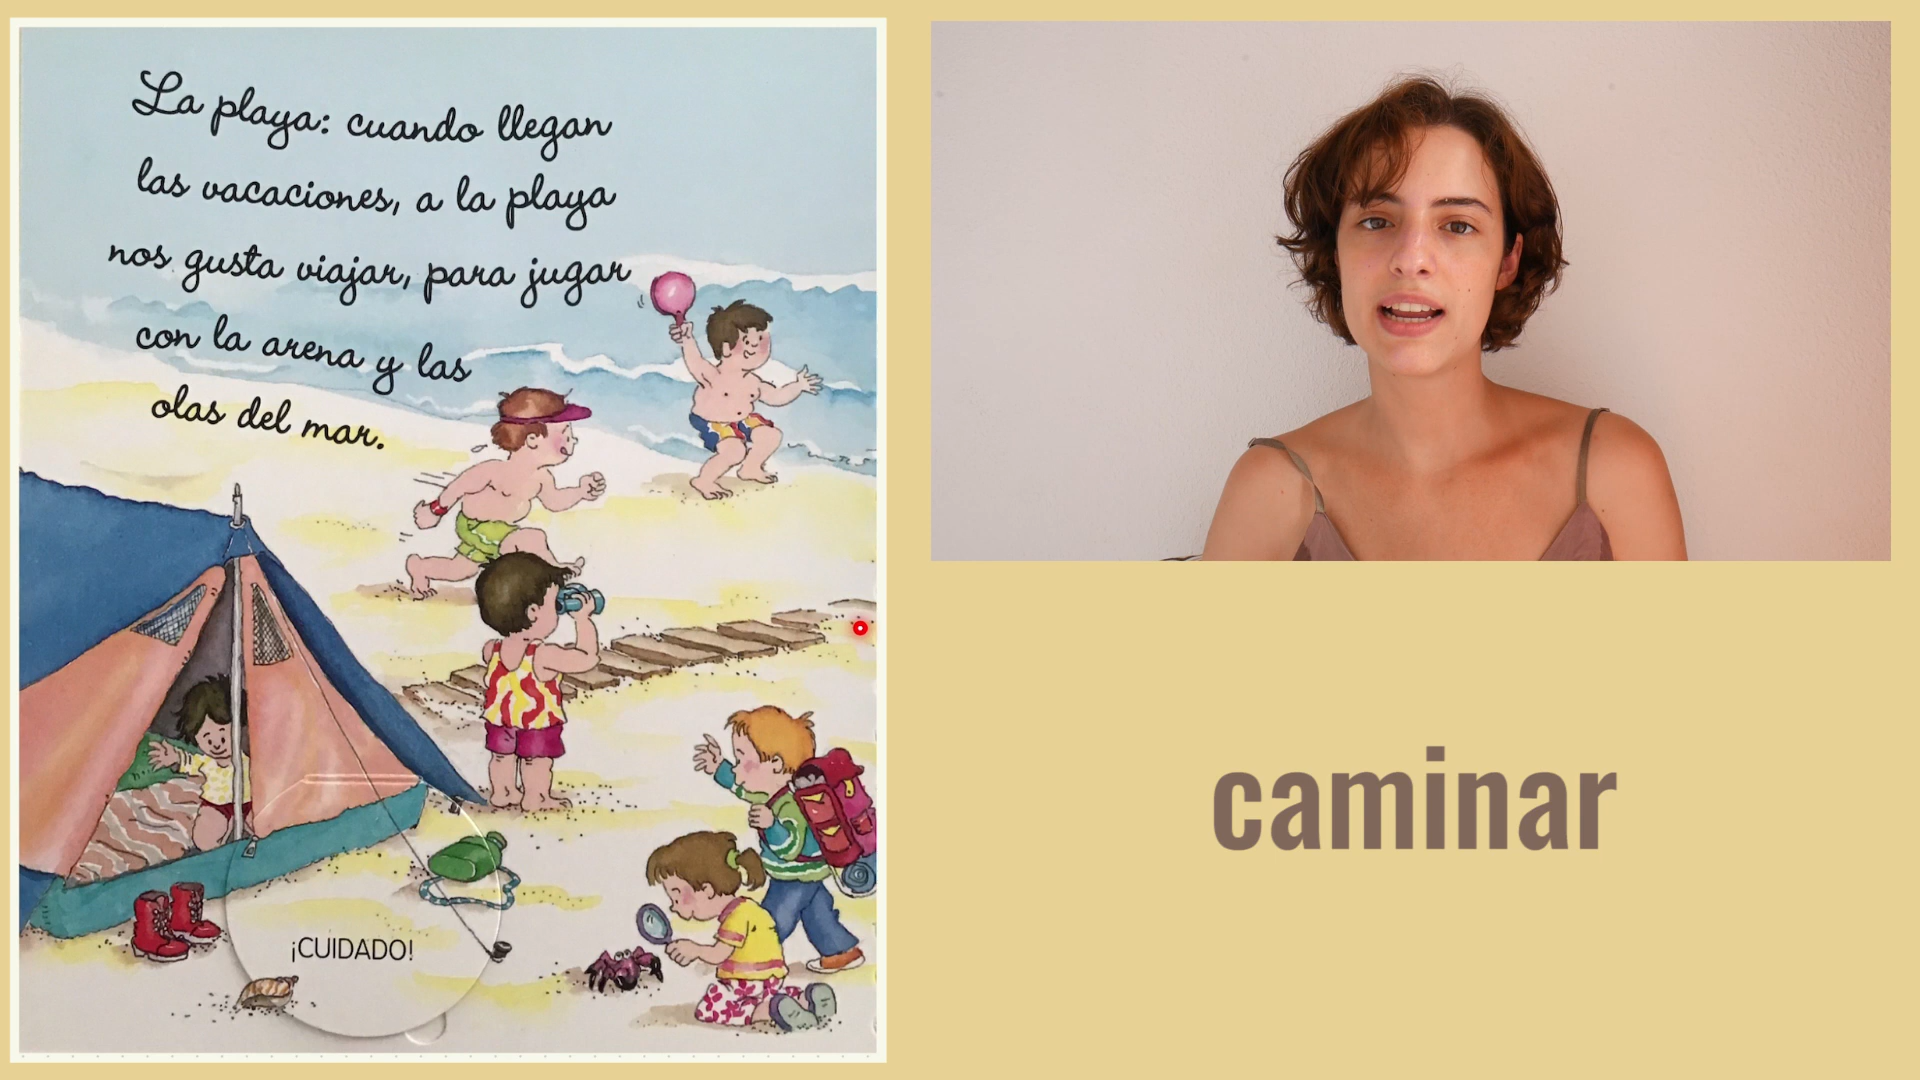 La playa: cuando llegan
las vacaciones, a la playa
nos gusta viajar, para jugar
con la arena y las
olas del mar.
¡CUIDADO!
caminar